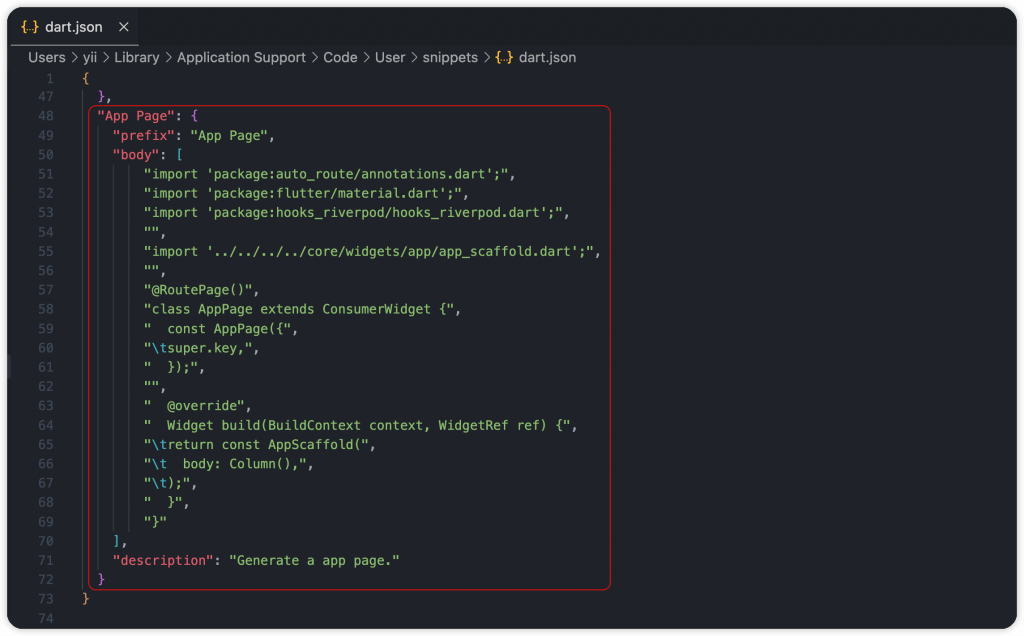 {..} dart.json ×
Users > yii > Library > Application Support > Code > User > snippets > {..} dart.json
1 {
47   },
48   "App Page": {
49     "prefix": "App Page",
50     "body": [
51         "import 'package:auto_route/annotations.dart';",
52         "import 'package:flutter/material.dart';",
53         "import 'package:hooks_riverpod/hooks_riverpod.dart';",
54         "",
55         "import '../../../../core/widgets/app/app_scaffold.dart';",
56         "",
57         "@RoutePage()",
58         "class AppPage extends ConsumerWidget {",
59         "  const AppPage({",
60         "\tsuper.key,",
61         "  });",
62         "",
63         "  @override",
64         "  Widget build(BuildContext context, WidgetRef ref) {",
65         "\treturn const AppScaffold(",
66         "\t  body: Column(),",
67         "\t);",
68         "  }",
69         "}"
70     ],
71     "description": "Generate a app page."
72   }
73 }
74